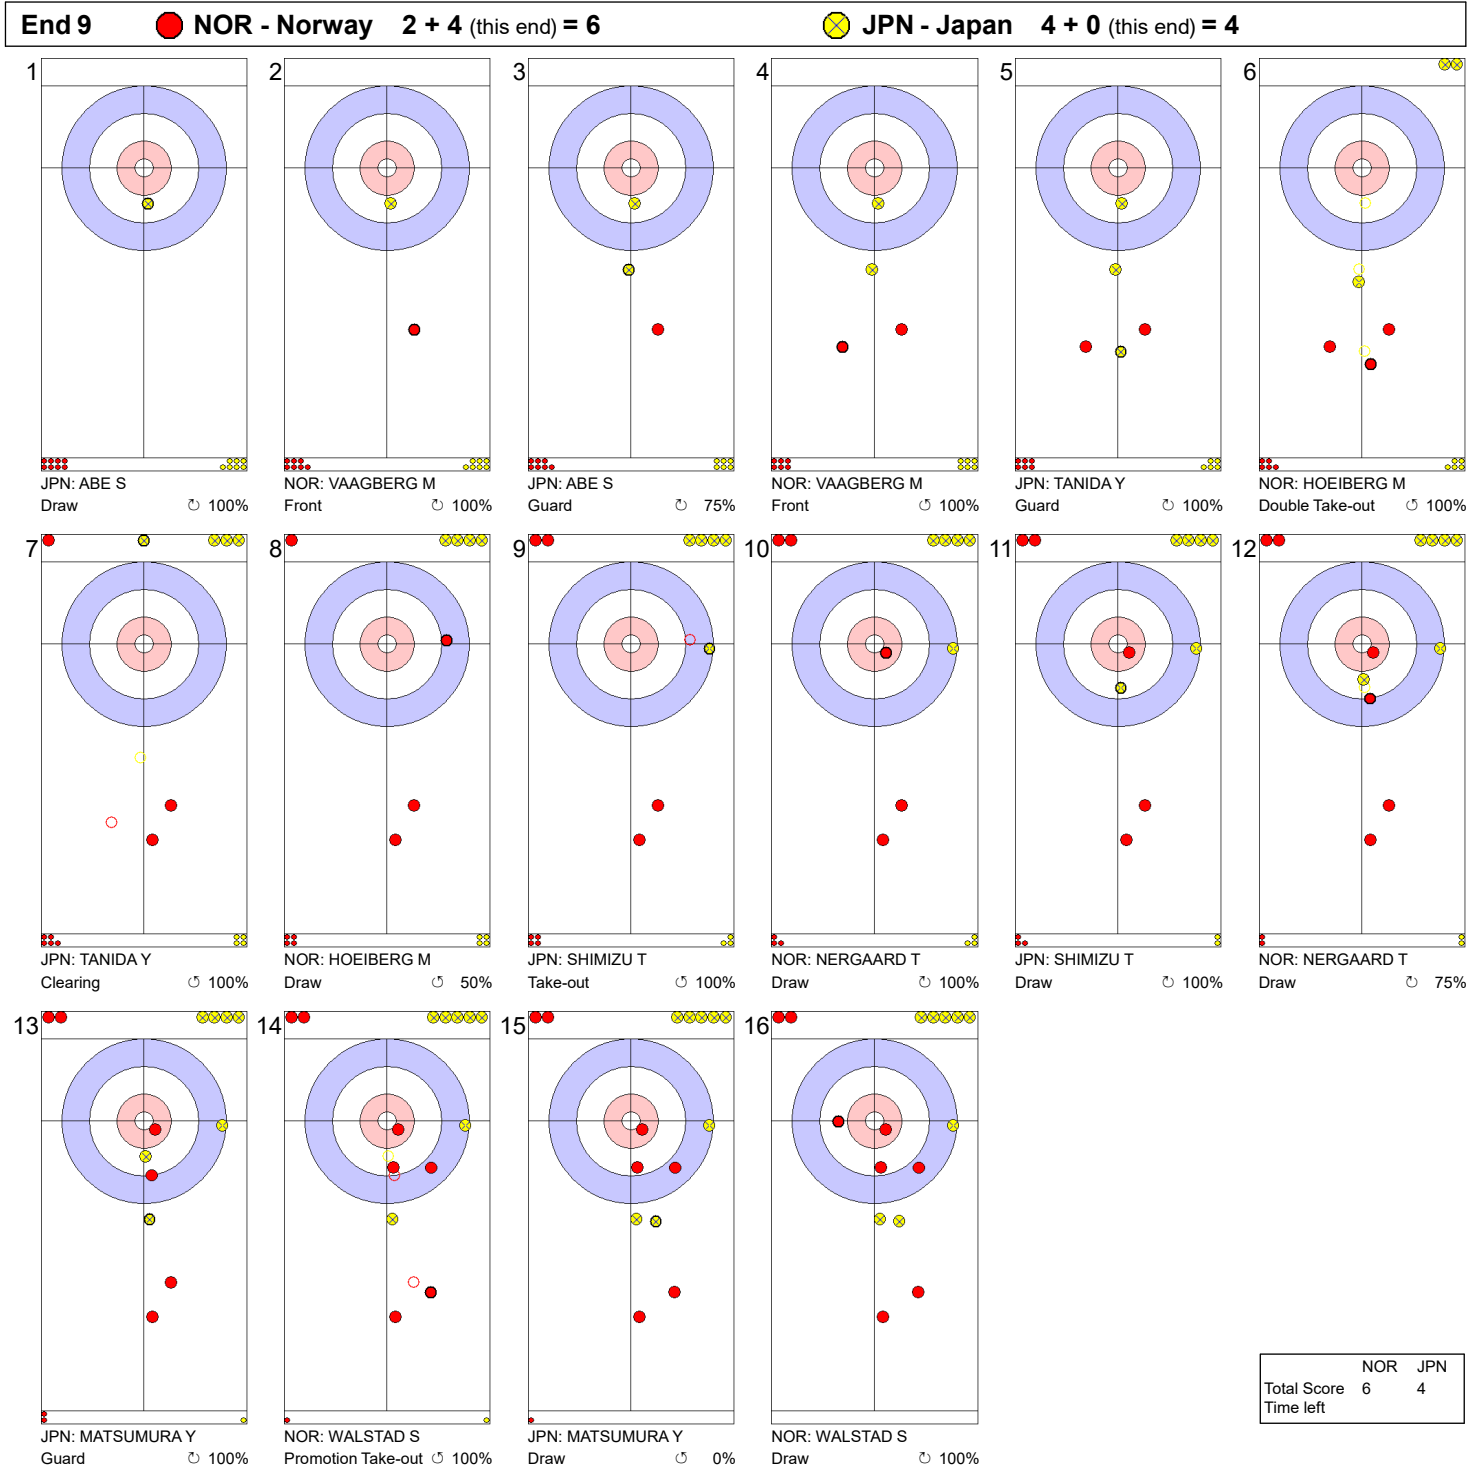 End 9 NOR - Norway 2 + 4 (this end) = 6 JPN - Japan 4 + 0 (this end) = 4
1 2 3 4 5 6
JPN: ABE S NOR: VAAGBERG M JPN: ABE S NOR: VAAGBERG M JPN: TANIDA Y NOR: HOEIBERG M
Draw ↻ 100% Front ↻ 100% Guard ↻ 75% Front ↻ 100% Guard ↻ 100% Double Take-out ↺ 100%
7 8 9 10 11 12
JPN: TANIDA Y NOR: HOEIBERG M JPN: SHIMIZU T NOR: NERGAARD T JPN: SHIMIZU T NOR: NERGAARD T
Clearing ↺ 100% Draw ↺ 50% Take-out ↺ 100% Draw ↻ 100% Draw ↻ 100% Draw ↻ 75%
13 14 15 16
JPN: MATSUMURA Y NOR: WALSTAD S JPN: MATSUMURA Y NOR: WALSTAD S
Guard ↻ 100% Promotion Take-out ↻ 100% Draw ↺ 0% Draw ↻ 100%
NOR JPN
Total Score 6 4
Time left